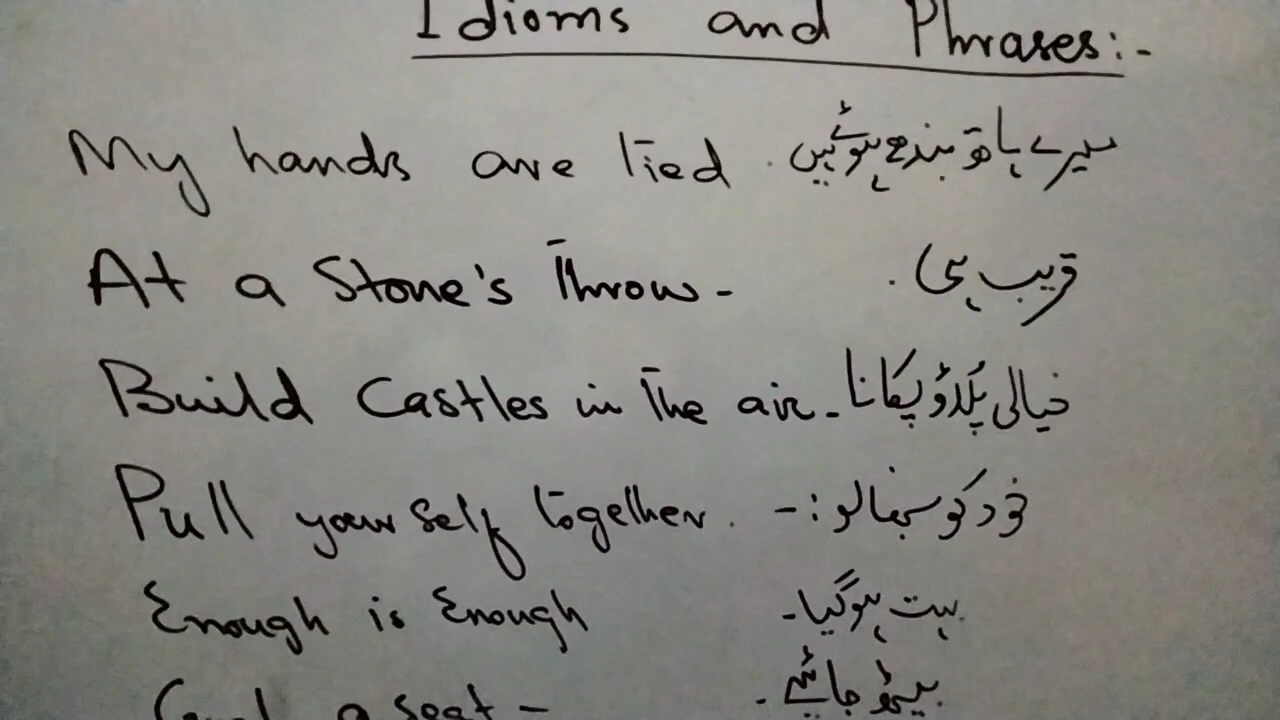 Idioms and Phrases:-
My hands are tied . میرے ہاتھ بندھے ہوئے ہیں
At a Stone's Throw - قریب ہی .
Build Castles in the air - خیالی پلاؤ پکانا
Pull yourself together . خود کو سنبھالو :-
Enough is Enough بہت ہوگیا -
a seat - بیٹھ جائیے .